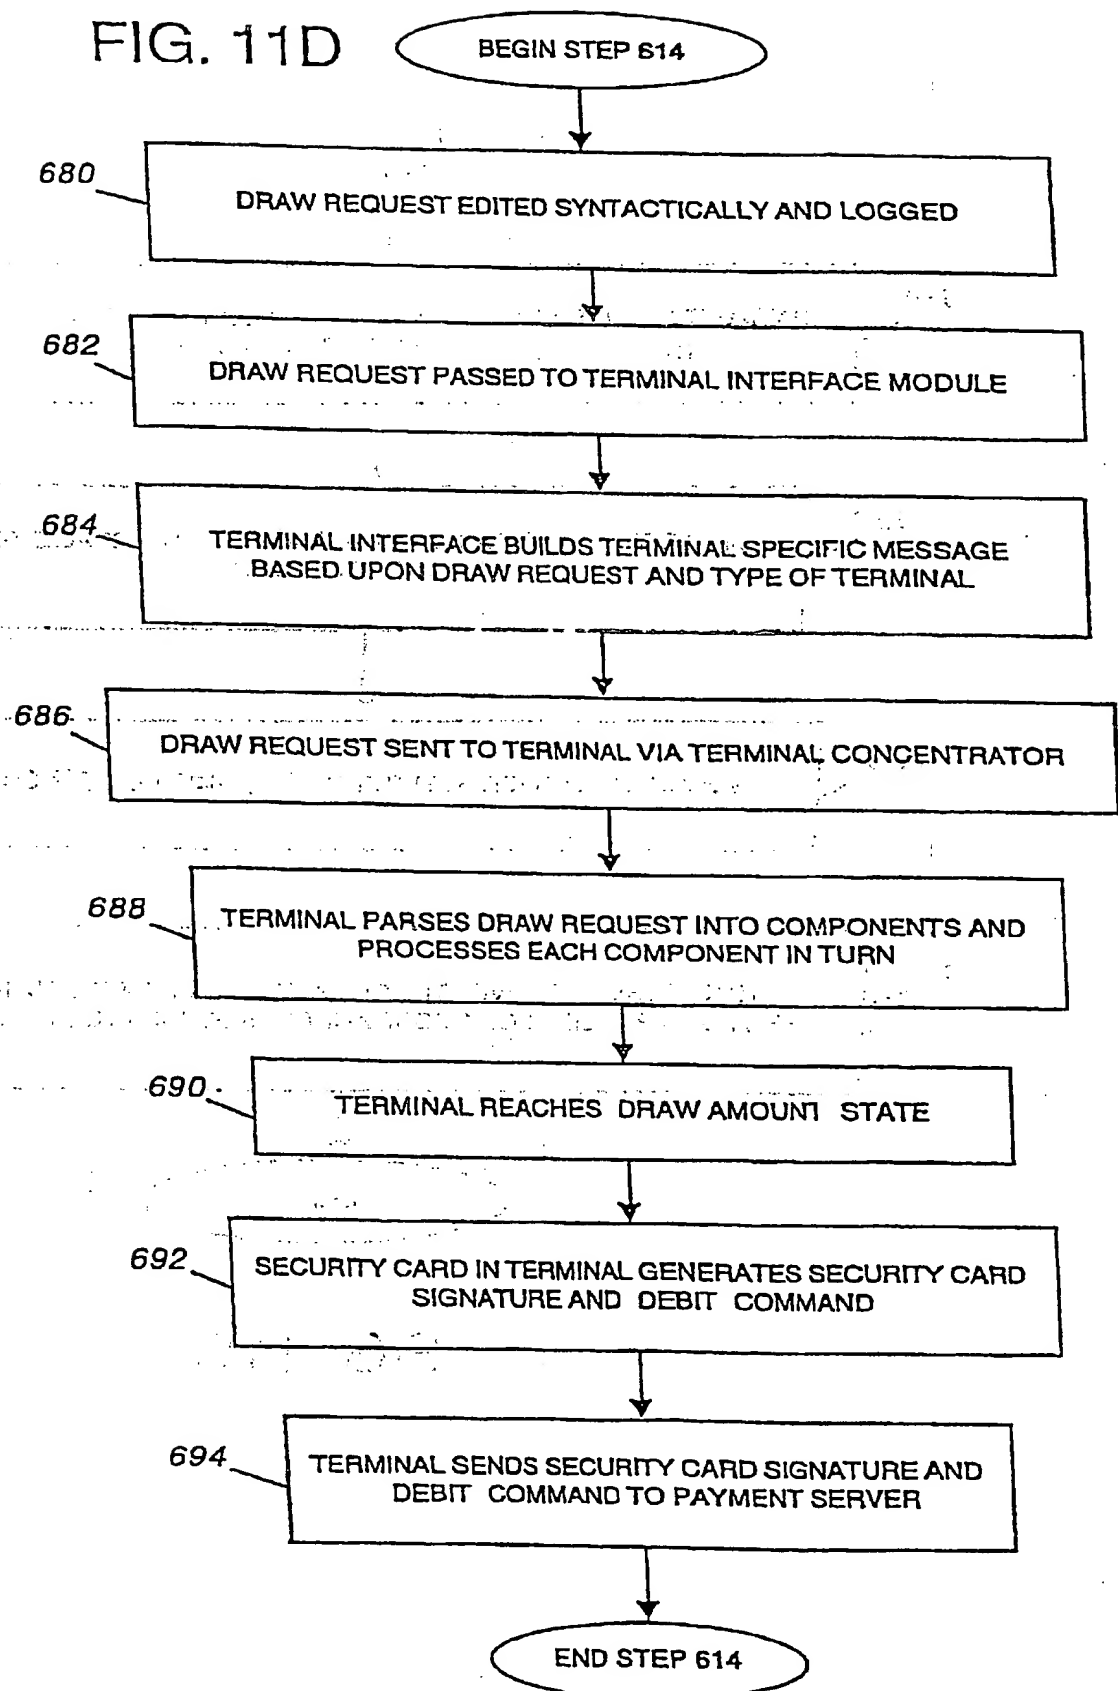 FIG. 11D
BEGIN STEP 614
680
DRAW REQUEST EDITED SYNTACTICALLY AND LOGGED
682
DRAW REQUEST PASSED TO TERMINAL INTERFACE MODULE
684
TERMINAL INTERFACE BUILDS TERMINAL SPECIFIC MESSAGE
BASED UPON DRAW REQUEST AND TYPE OF TERMINAL
686
DRAW REQUEST SENT TO TERMINAL VIA TERMINAL CONCENTRATOR
688
TERMINAL PARSES DRAW REQUEST INTO COMPONENTS AND
PROCESSES EACH COMPONENT IN TURN
690
TERMINAL REACHES DRAW AMOUNT STATE
692
SECURITY CARD IN TERMINAL GENERATES SECURITY CARD
SIGNATURE AND DEBIT COMMAND
694
TERMINAL SENDS SECURITY CARD SIGNATURE AND
DEBIT COMMAND TO PAYMENT SERVER
END STEP 614